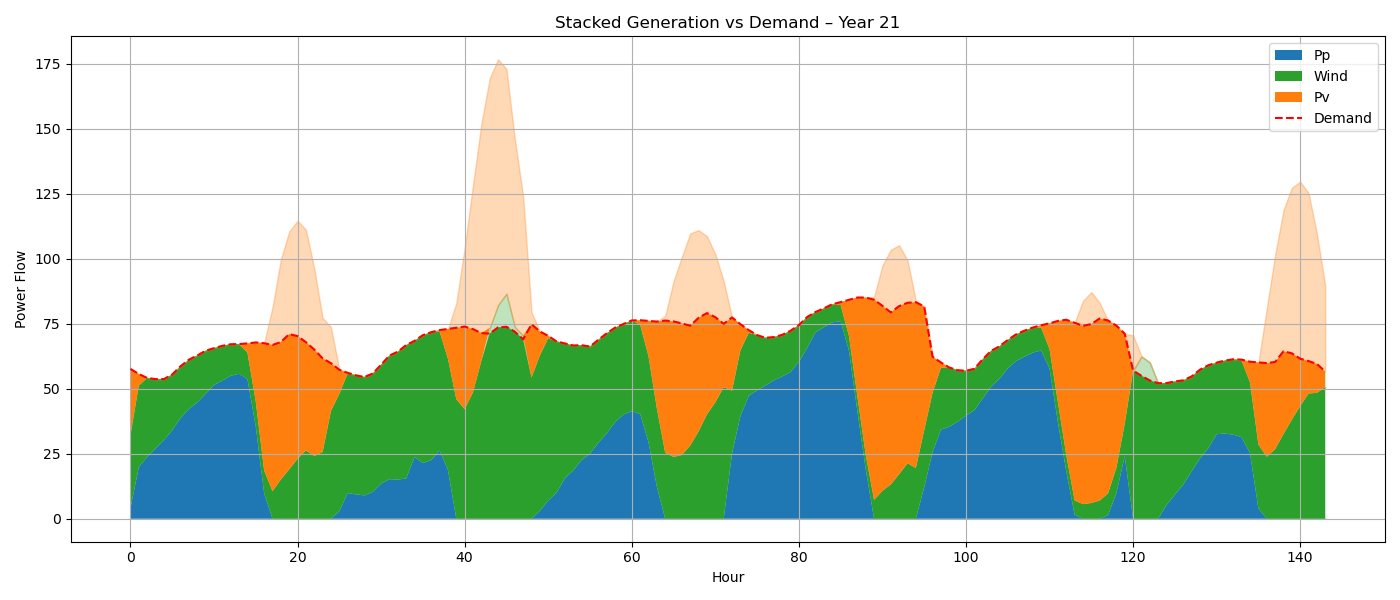 Stacked Generation vs Demand – Year 21
Power Flow
175
150
125
100
75
50
25
0
0 20 40 60 80 100 120 140
Hour
Pp
Wind
Pv
Demand